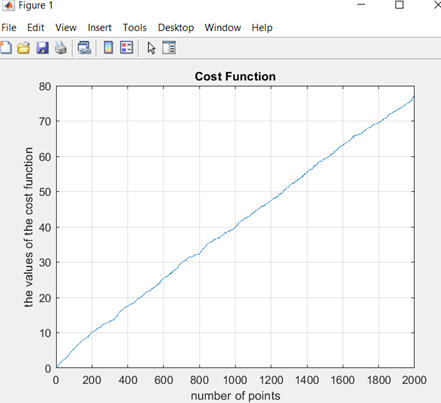 Figure 1
File Edit View Insert Tools Desktop Window Help
Cost Function
80
70
60
50
40
30
20
10
0
the values of the cost function
0 200 400 600 800 1000 1200 1400 1600 1800 2000
number of points